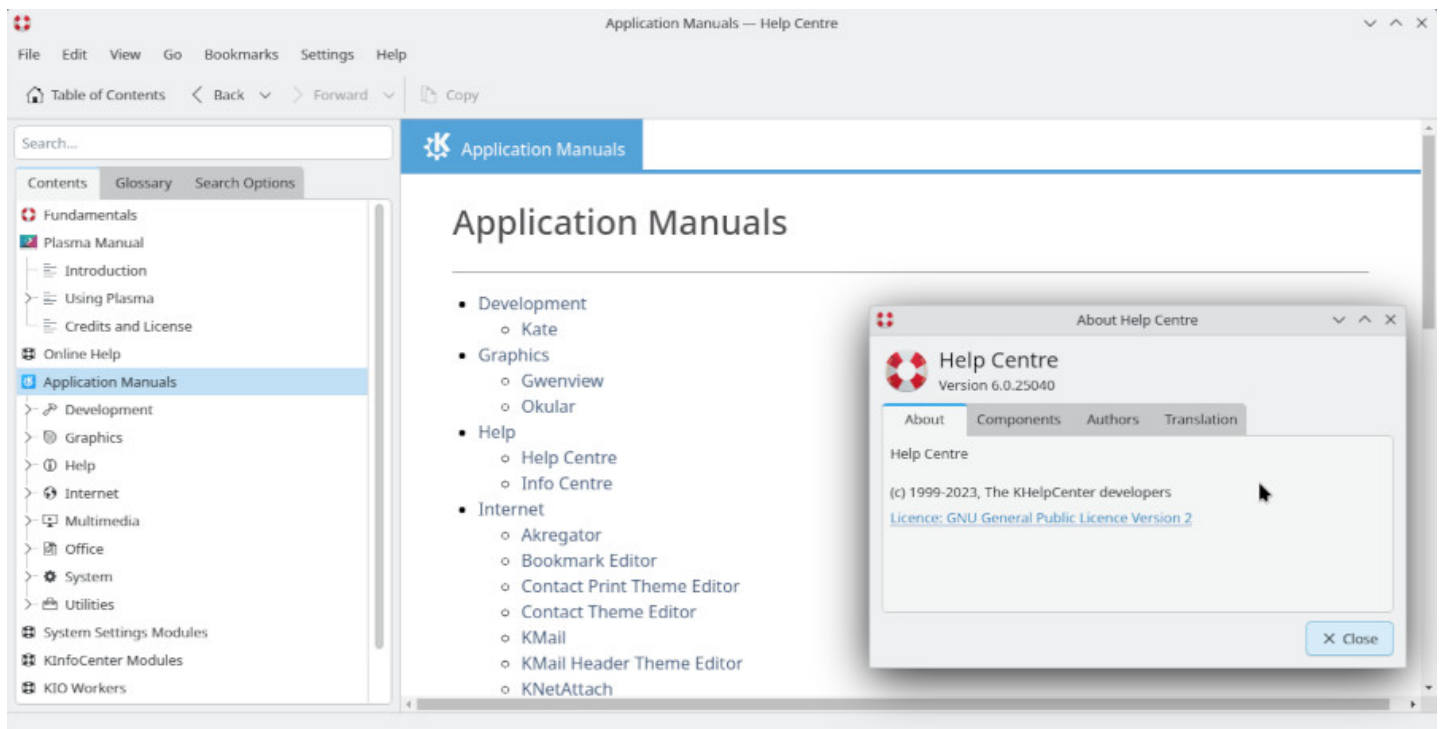 Application Manuals — Help Centre
File Edit View Go Bookmarks Settings Help
Table of Contents Back Forward Copy
Search...
Contents Glossary Search Options
Fundamentals
Plasma Manual
Introduction
Using Plasma
Credits and License
Online Help
Application Manuals
Development
Graphics
Help
Internet
Multimedia
Office
System
Utilities
System Settings Modules
KInfoCenter Modules
KIO Workers
Application Manuals
Application Manuals
Development
Kate
Graphics
Gwenview
Okular
Help
Help Centre
Info Centre
Internet
Akregator
Bookmark Editor
Contact Print Theme Editor
Contact Theme Editor
KMail
KMail Header Theme Editor
KNetAttach
About Help Centre
Help Centre
Version 6.0.25040
About Components Authors Translation
Help Centre
(c) 1999-2023, The KHelpCenter developers
Licence: GNU General Public Licence Version 2
Close